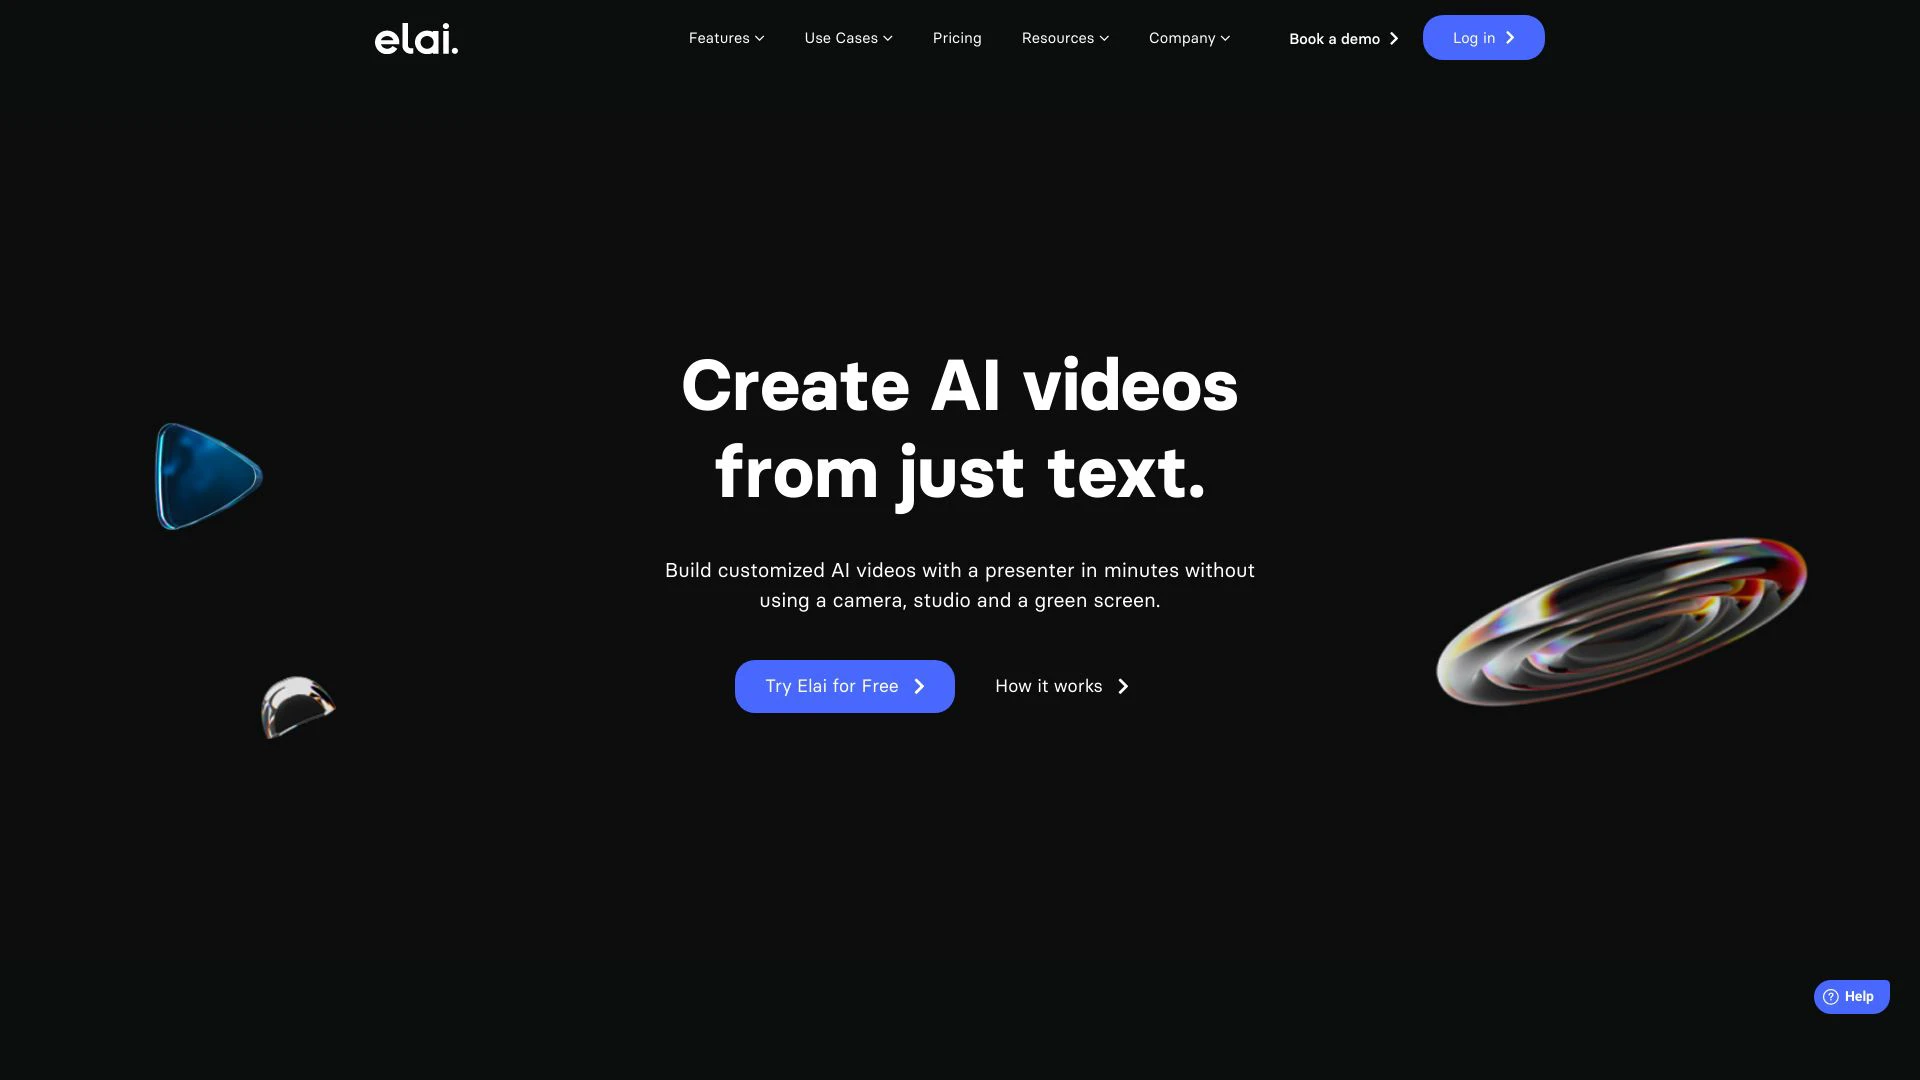 elai.
Features
Use Cases
Pricing
Resources
Company
Book a demo
Log in
Create AI videos
from just text.
Build customized AI videos with a presenter in minutes without
using a camera, studio and a green screen.
Try Elai for Free
How it works
Help